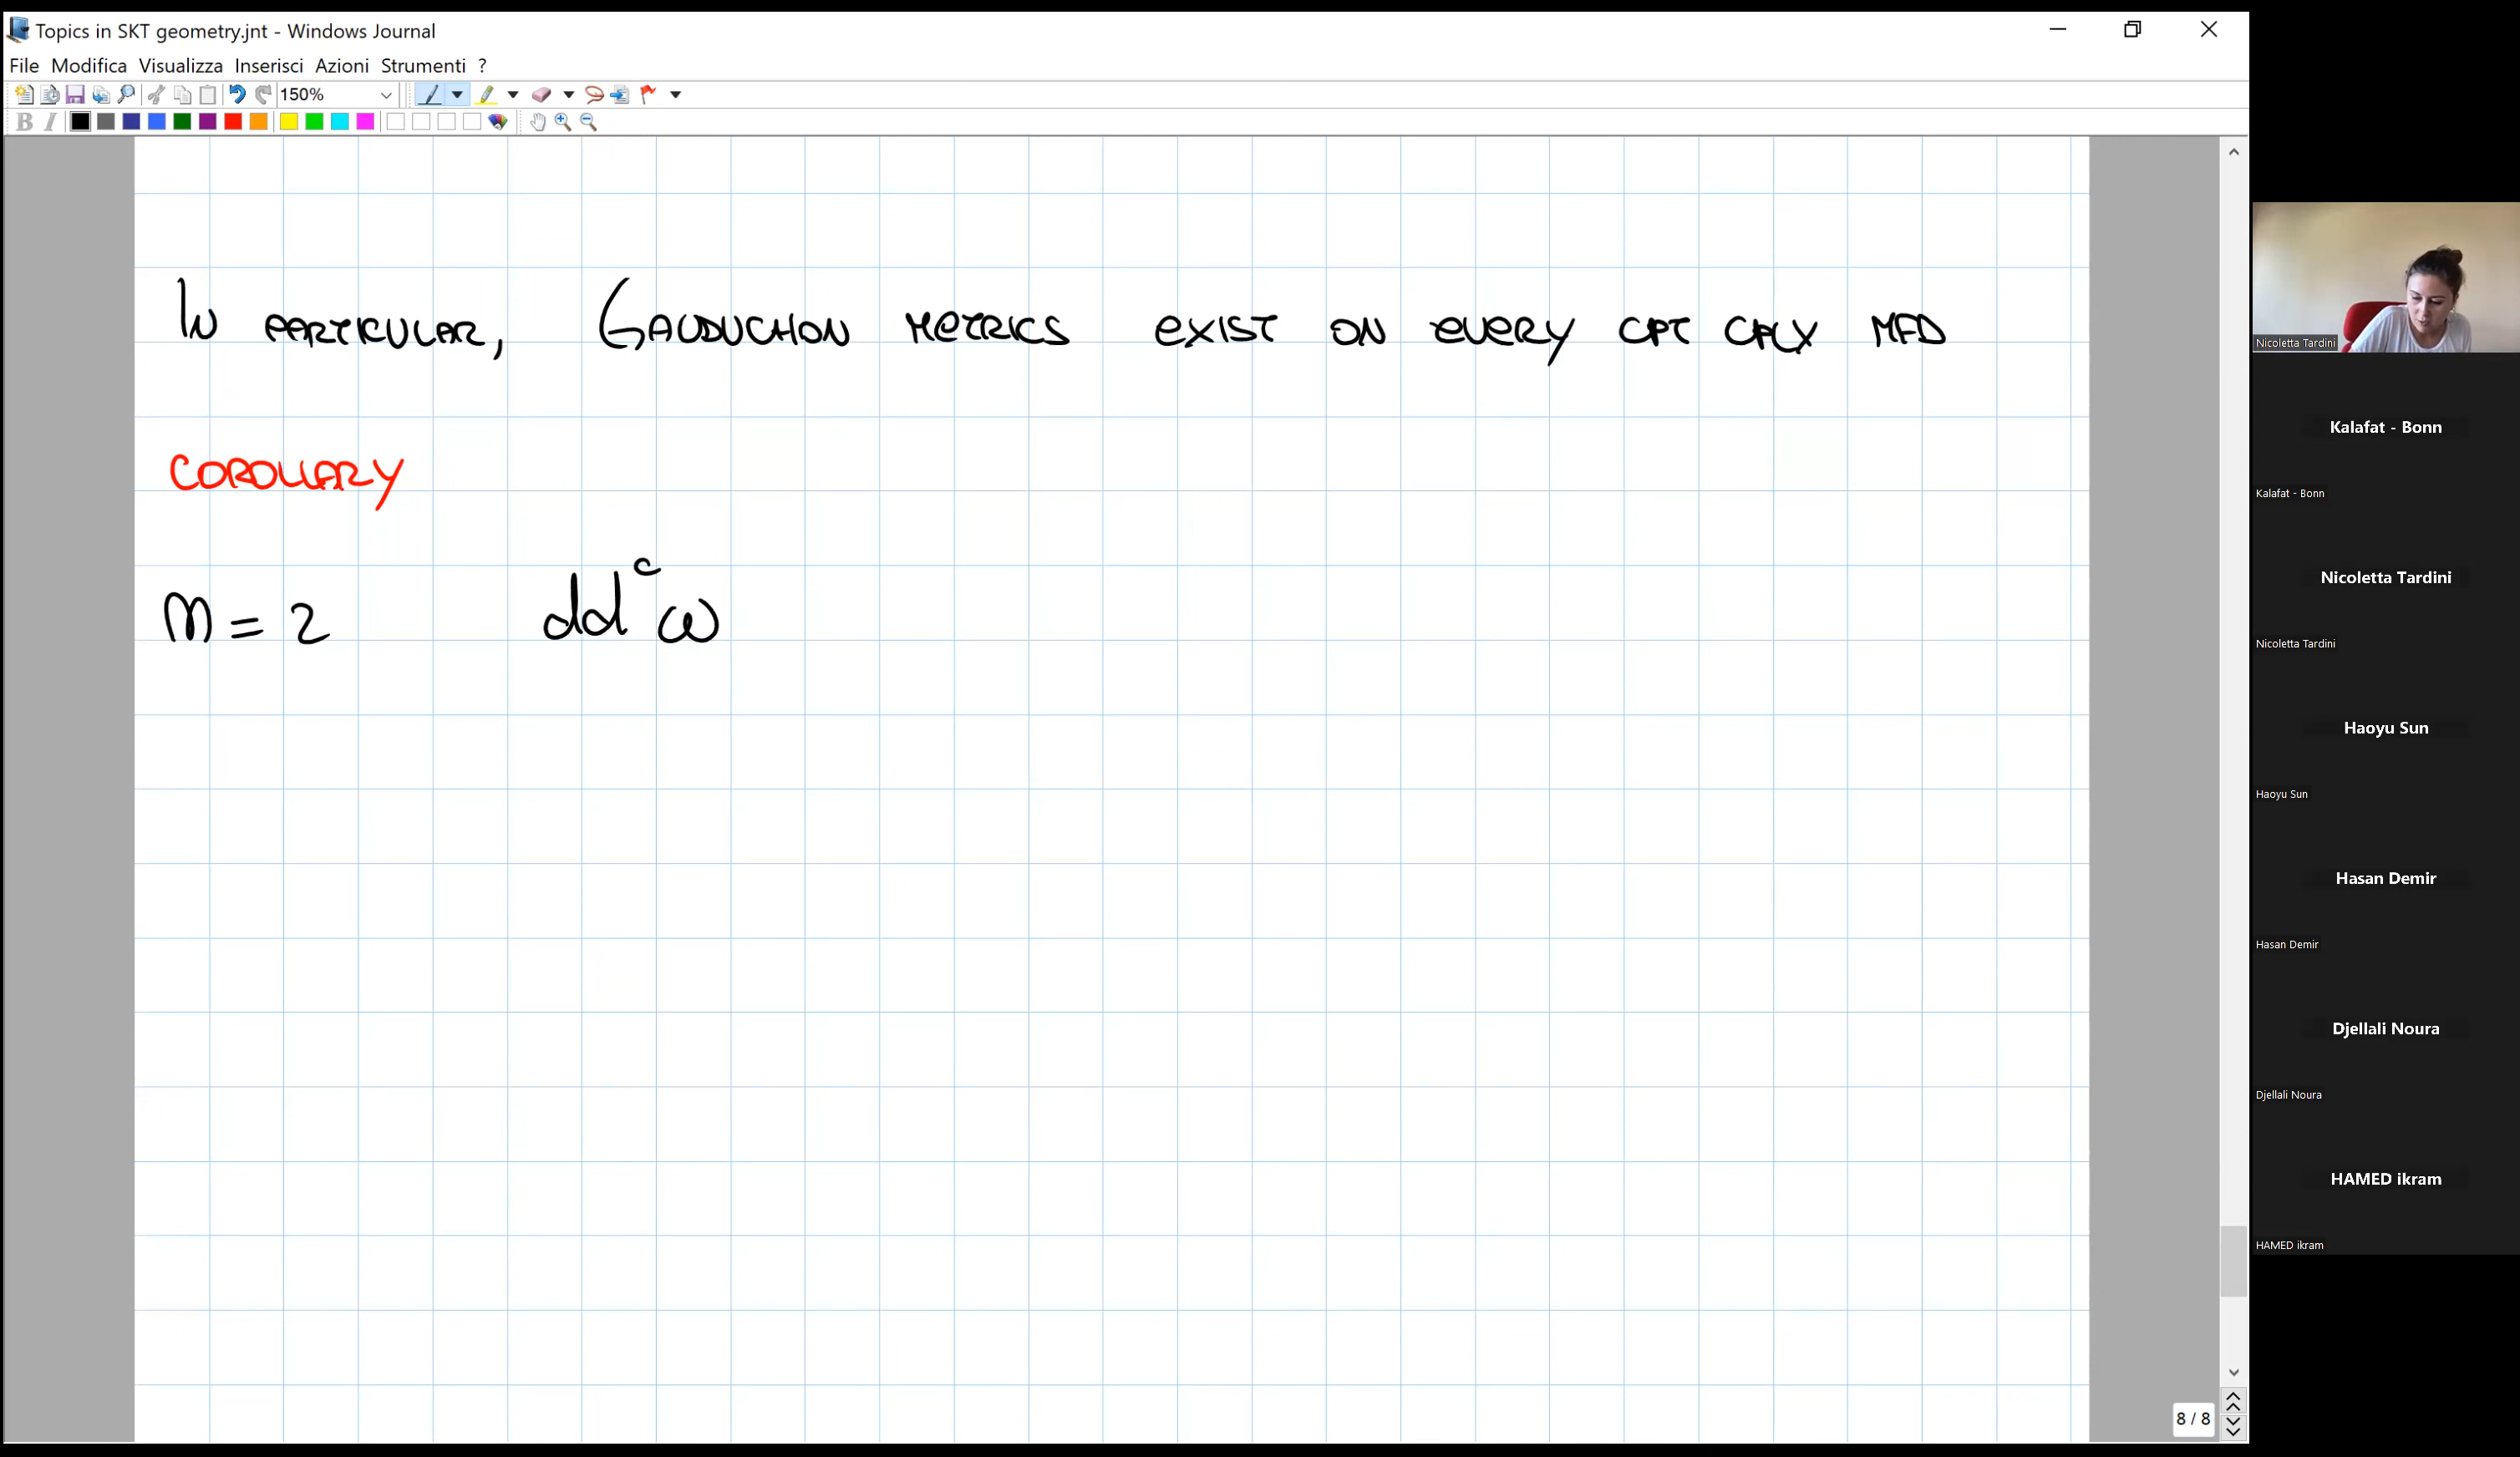 Topics in SKT geometry.jnt - Windows Journal
File Modifica Visualizza Inserisci Azioni Strumenti ?
150%
B I
IN PARTICULAR, GAUDUCHON METRICS EXIST ON EVERY CPT CPLX MFD
COROLLARY
n = 2 dd^c ω
8 / 8
Nicoletta Tardini
Kalafat - Bonn
Kalafat - Bonn
Nicoletta Tardini
Nicoletta Tardini
Haoyu Sun
Haoyu Sun
Hasan Demir
Hasan Demir
Djellali Noura
Djellali Noura
HAMED ikram
HAMED ikram